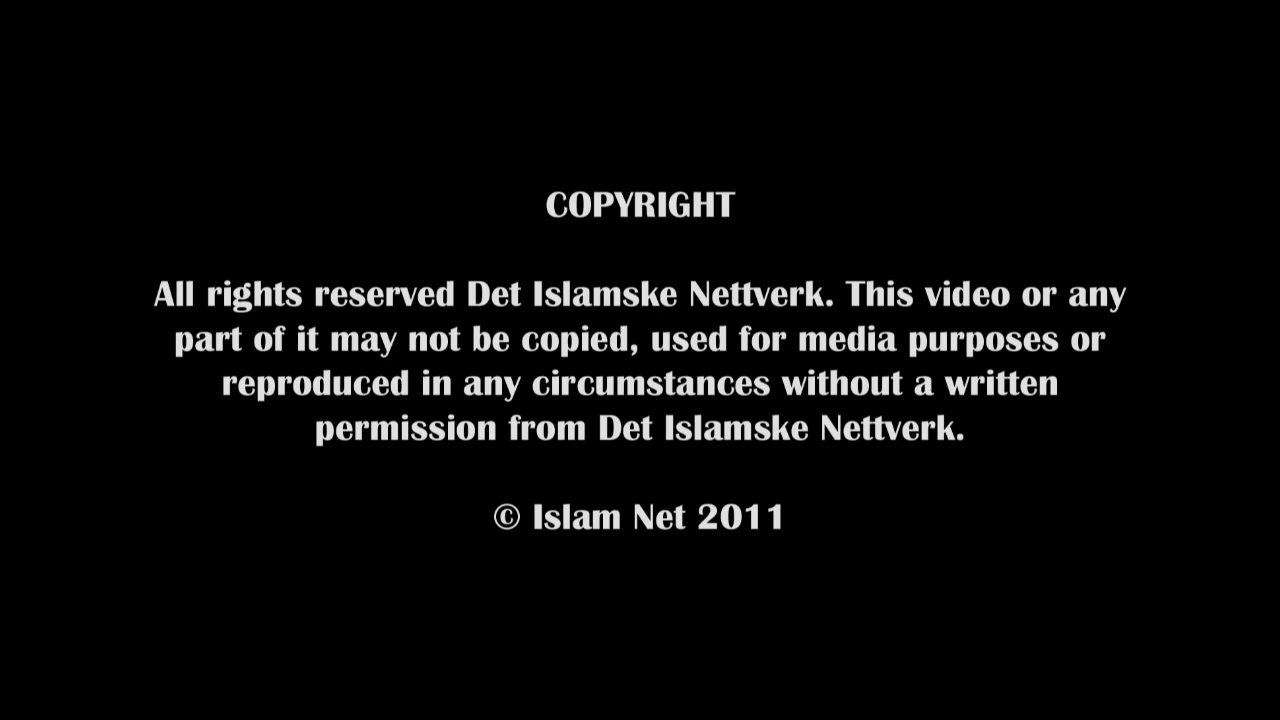 COPYRIGHT
All rights reserved Det Islamske Nettverk. This video or any
part of it may not be copied, used for media purposes or
reproduced in any circumstances without a written
permission from Det Islamske Nettverk.
© Islam Net 2011